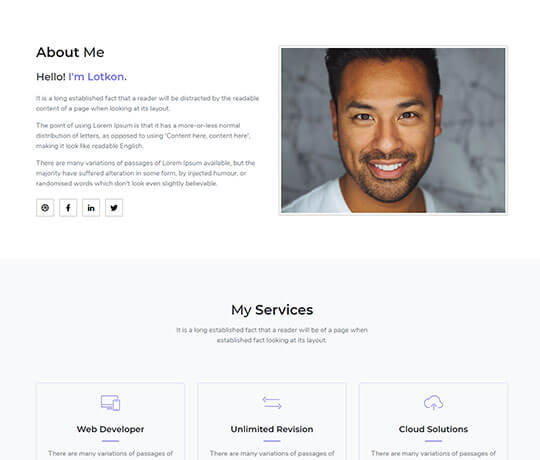 About Me
Hello! I'm Lotkon.
It is a long established fact that a reader will be distracted by the readable
content of a page when looking at its layout.
The point of using Lorem Ipsum is that it has a more-or-less normal
distribution of letters, as opposed to using 'Content here, content here',
making it look like readable English.
There are many variations of passages of Lorem Ipsum available, but the
majority have suffered alteration in some form, by injected humour, or
randomised words which don't look even slightly believable.
My Services
It is a long established fact that a reader will be of a page when
established fact looking at its layout.
Web Developer
There are many variations of passages of
Unlimited Revision
There are many variations of passages of
Cloud Solutions
There are many variations of passages of